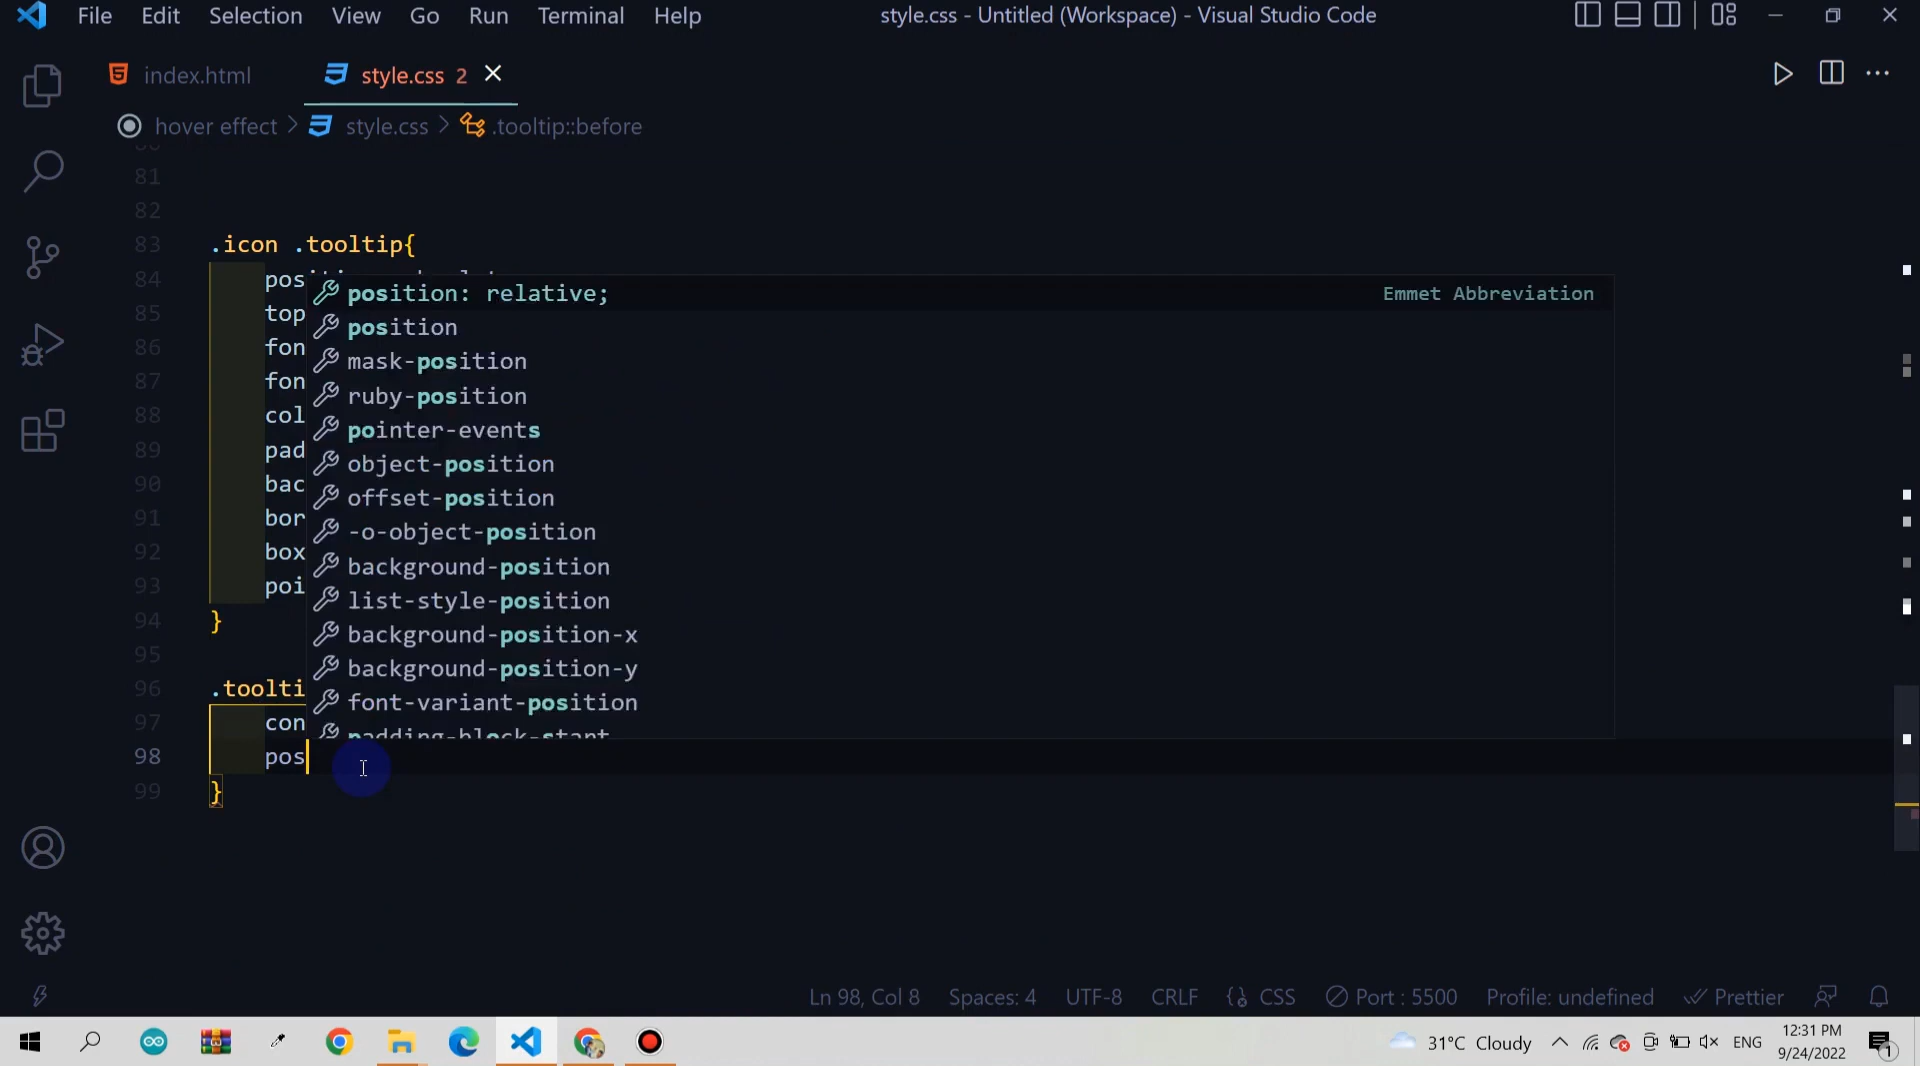 File Edit Selection View Go Run Terminal Help style.css - Untitled (Workspace) - Visual Studio Code
index.html style.css 2
hover effect > style.css > .tooltip::before
81
82
83 .icon .tooltip{
84 pos
85 top
86 fon
87 fon
88 col
89 pad
90 bac
91 bor
92 box
93 poi
94 }
95
96 .toolti
97 con
98 pos
99 }
position: relative; Emmet Abbreviation
position
mask-position
ruby-position
pointer-events
object-position
offset-position
-o-object-position
background-position
list-style-position
background-position-x
background-position-y
font-variant-position
padding-block-start
Ln 98, Col 8 Spaces: 4 UTF-8 CRLF CSS Port : 5500 Profile: undefined Prettier
31°C Cloudy ENG 12:31 PM
9/24/2022
1